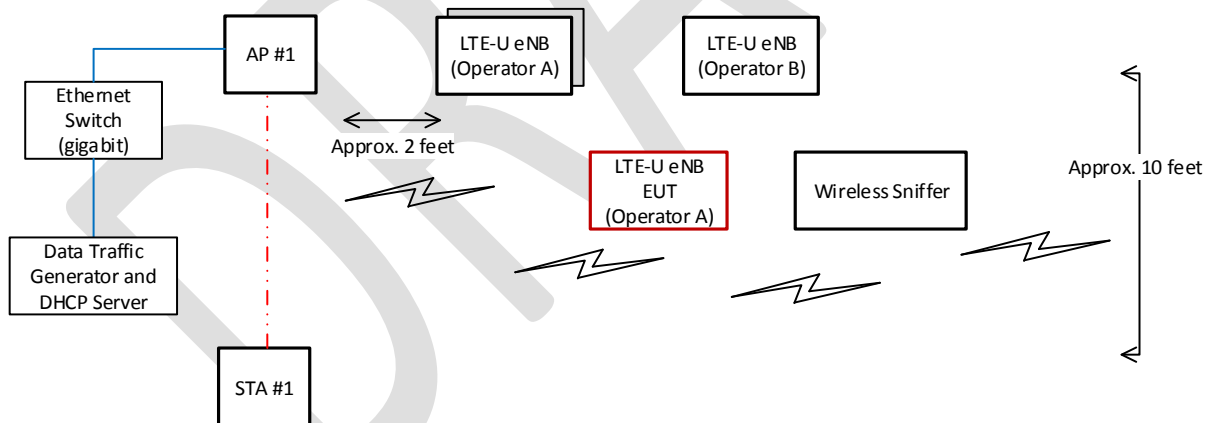 AP #1
LTE-U eNB
(Operator A)
LTE-U eNB
(Operator B)
Ethernet
Switch
(gigabit)
Approx. 2 feet
Approx. 10 feet
LTE-U eNB
EUT
(Operator A)
Wireless Sniffer
Data Traffic
Generator and
DHCP Server
STA #1